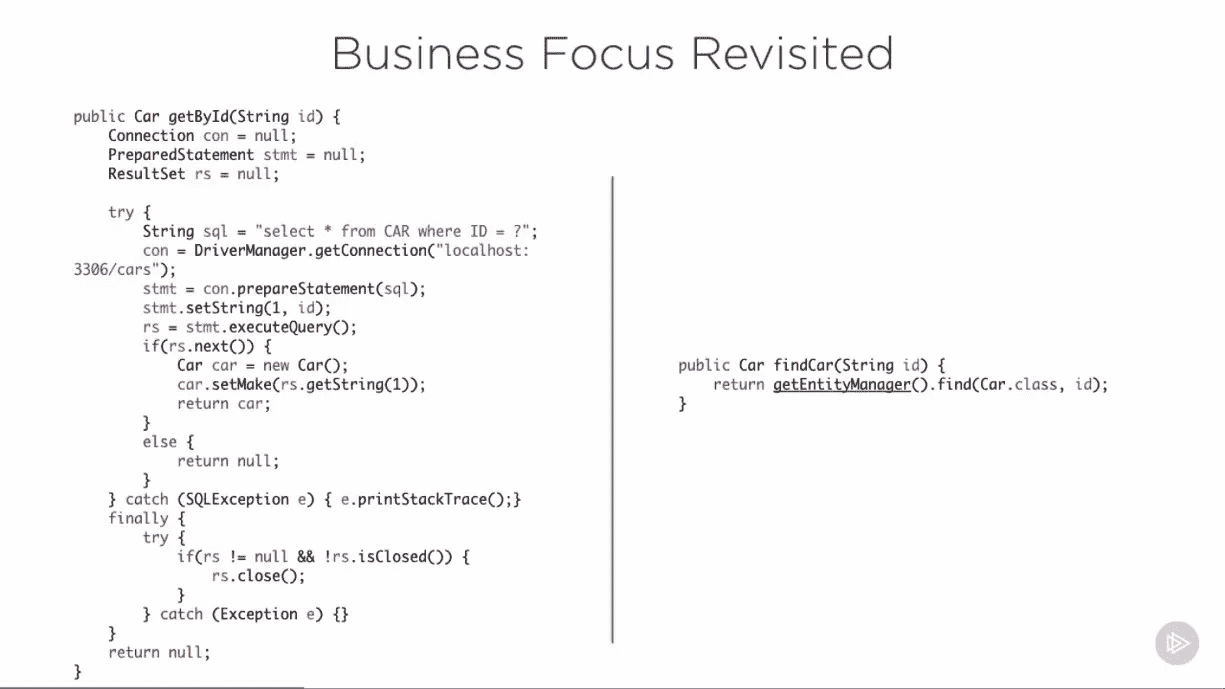 Business Focus Revisited
public Car getById(String id) {
Connection con = null;
PreparedStatement stmt = null;
ResultSet rs = null;
try {
String sql = "select * from CAR where ID = ?";
con = DriverManager.getConnection("localhost:
3306/cars");
stmt = con.prepareStatement(sql);
stmt.setString(1, id);
rs = stmt.executeQuery();
if(rs.next()) {
Car car = new Car();
car.setMake(rs.getString(1));
return car;
}
else {
return null;
}
} catch (SQLException e) { e.printStackTrace();}
finally {
try {
if(rs != null && !rs.isClosed()) {
rs.close();
}
} catch (Exception e) {}
}
return null;
}
public Car findCar(String id) {
return getEntityManager().find(Car.class, id);
}